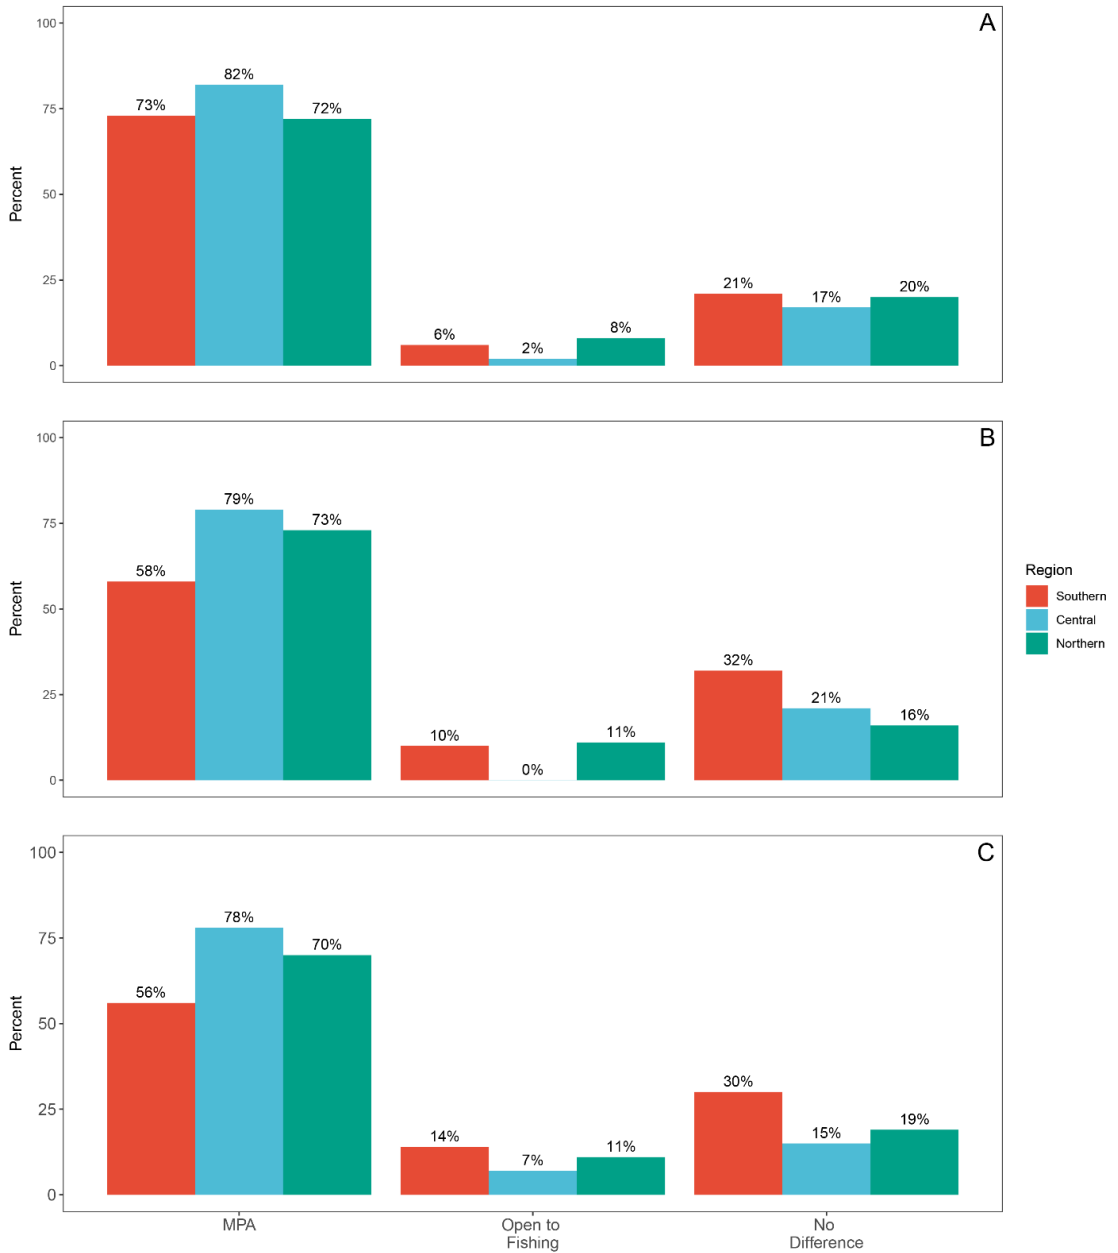 A
100
75
50
25
0
Percent
73%
82%
72%
6%
2%
8%
21%
17%
20%
B
100
75
50
25
0
Percent
58%
79%
73%
10%
0%
11%
32%
21%
16%
Region
Southern
Central
Northern
C
100
75
50
25
0
Percent
56%
78%
70%
14%
7%
11%
30%
15%
19%
MPA
Open to
Fishing
No
Difference